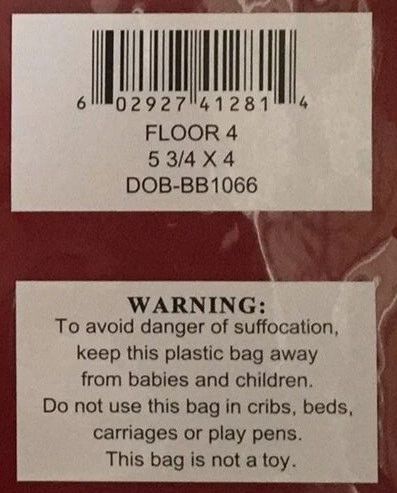 6 02927 41281 4
FLOOR 4
5 3/4 X 4
DOB-BB1066
WARNING:
To avoid danger of suffocation,
keep this plastic bag away
from babies and children.
Do not use this bag in cribs, beds,
carriages or play pens.
This bag is not a toy.